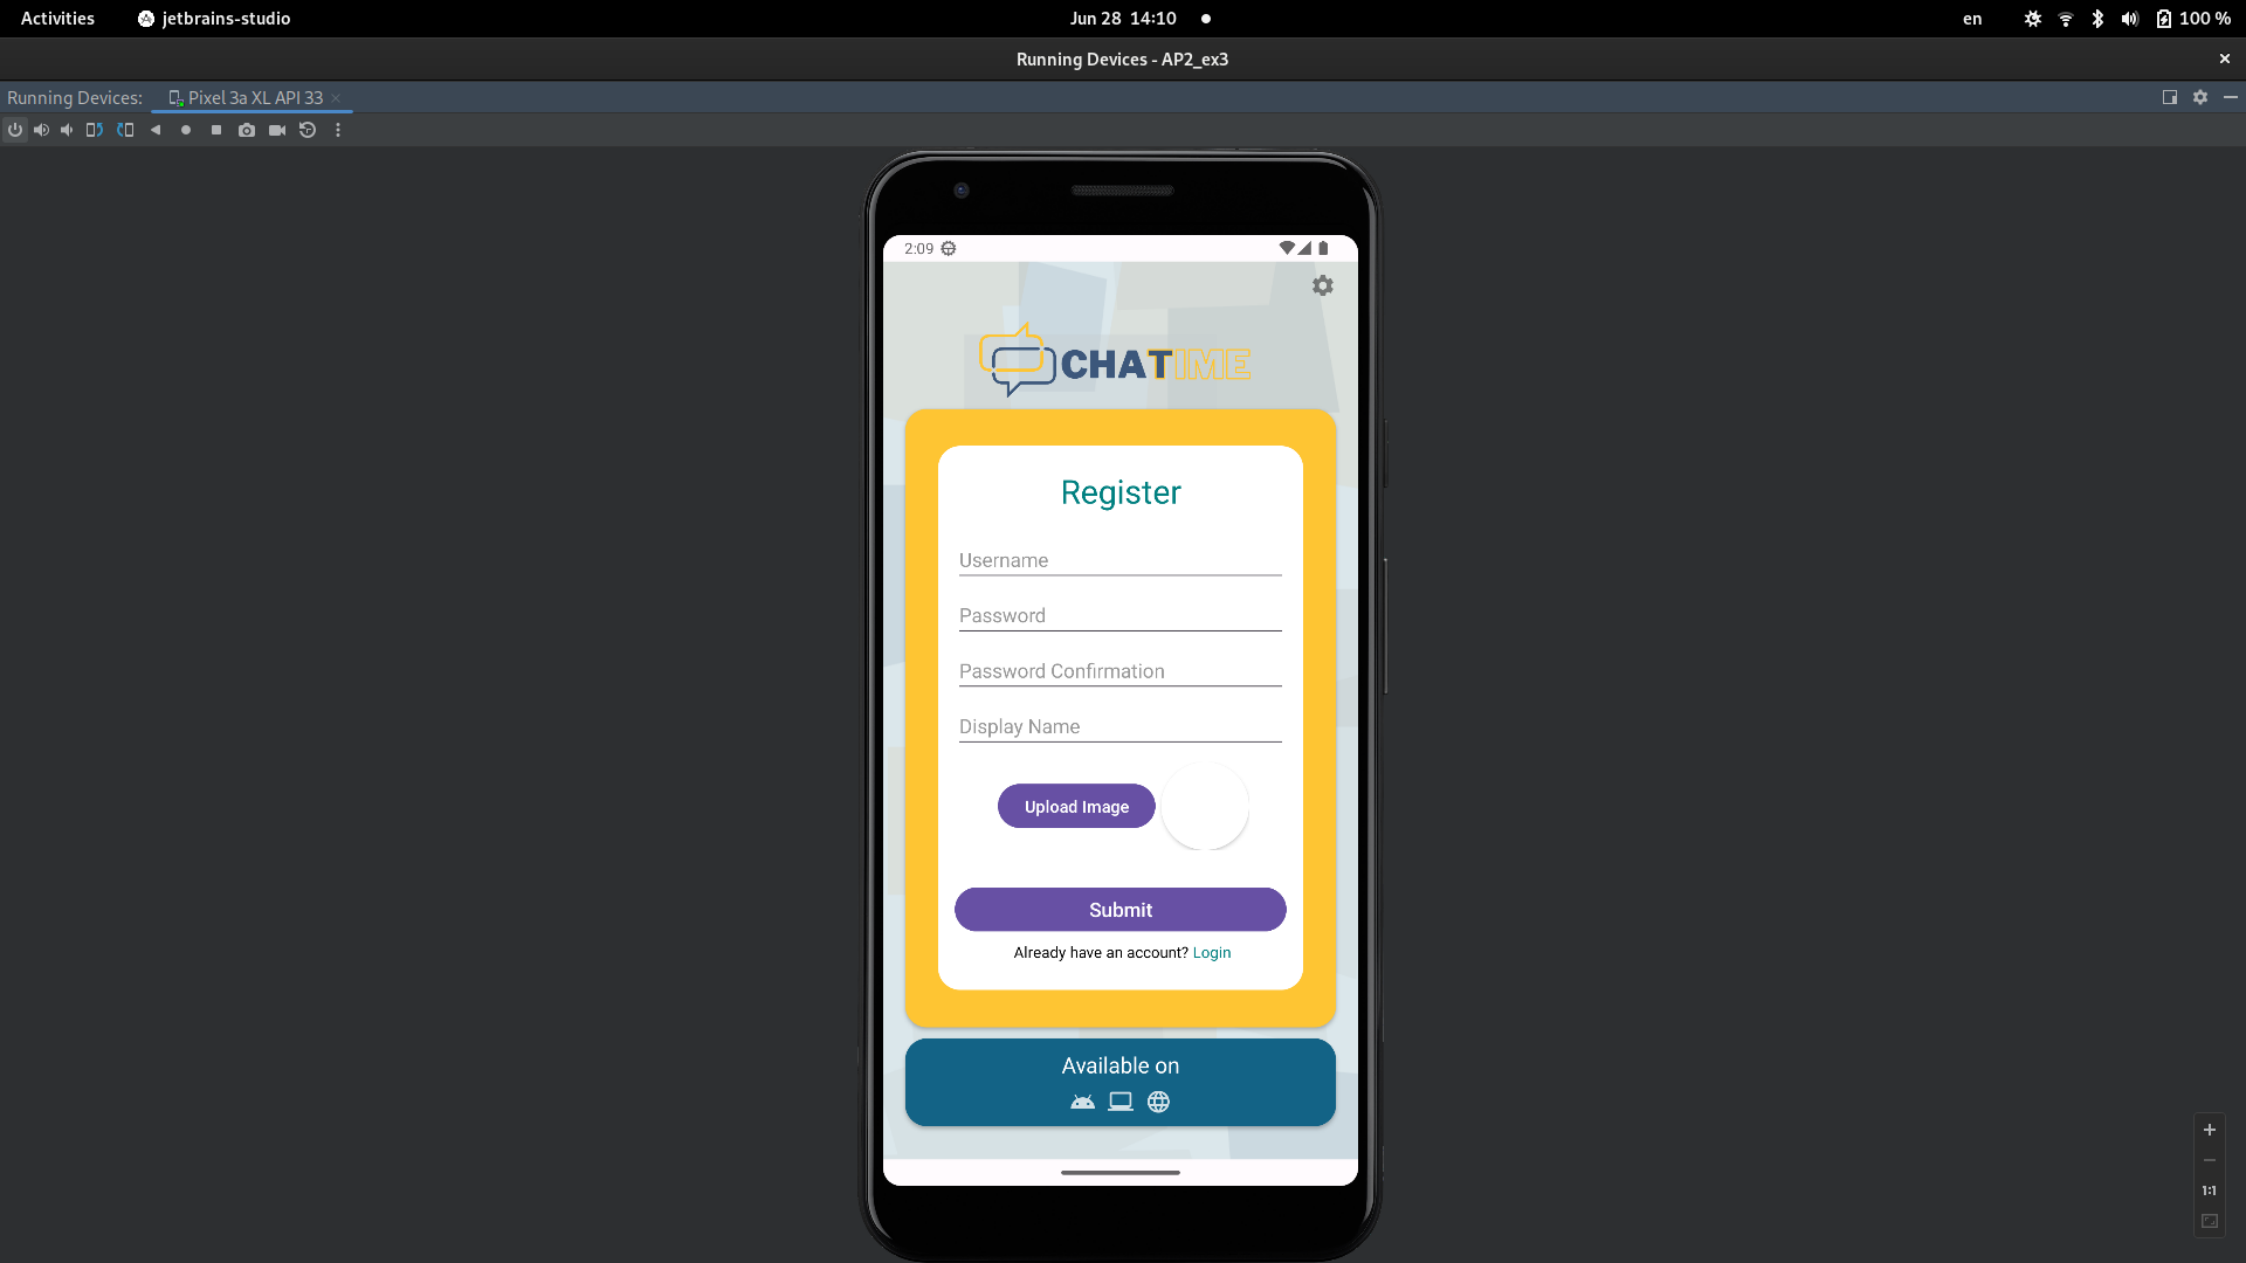 Activities jetbrains-studio Jun 28 14:10 en 100 %
Running Devices - AP2_ex3
Running Devices: Pixel 3a XL API 33
2:09
CHATIME
Register
Username
Password
Password Confirmation
Display Name
Upload Image
Submit
Already have an account? Login
Available on
1:1